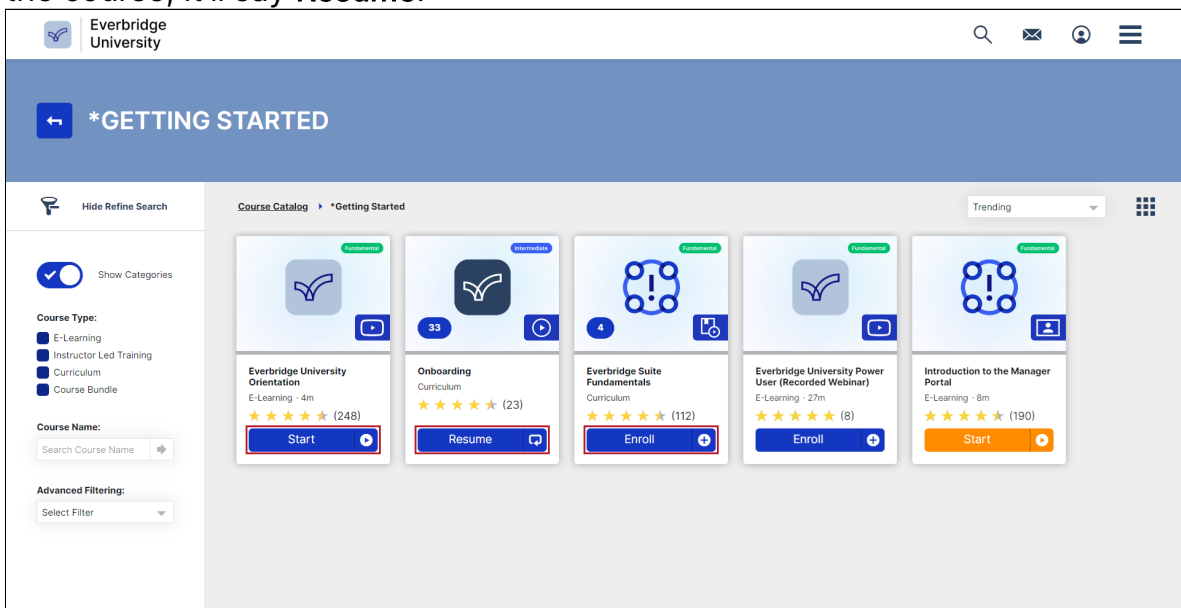 the course, it'll say Resume.
Everbridge
University
*GETTING STARTED
Hide Refine Search
Course Catalog
*Getting Started
Trending
Show Categories
Course Type:
E-Learning
Instructor Led Training
Curriculum
Course Bundle
Course Name:
Search Course Name
Advanced Filtering:
Select Filter
Fundamental
Everbridge University
Orientation
E-Learning · 4m
(248)
Start
Intermediate
33
Onboarding
Curriculum
(23)
Resume
Fundamental
4
Everbridge Suite
Fundamentals
Curriculum
(112)
Enroll
Fundamental
Everbridge University Power
User (Recorded Webinar)
E-Learning · 27m
(8)
Enroll
Fundamental
Introduction to the Manager
Portal
E-Learning · 8m
(190)
Start